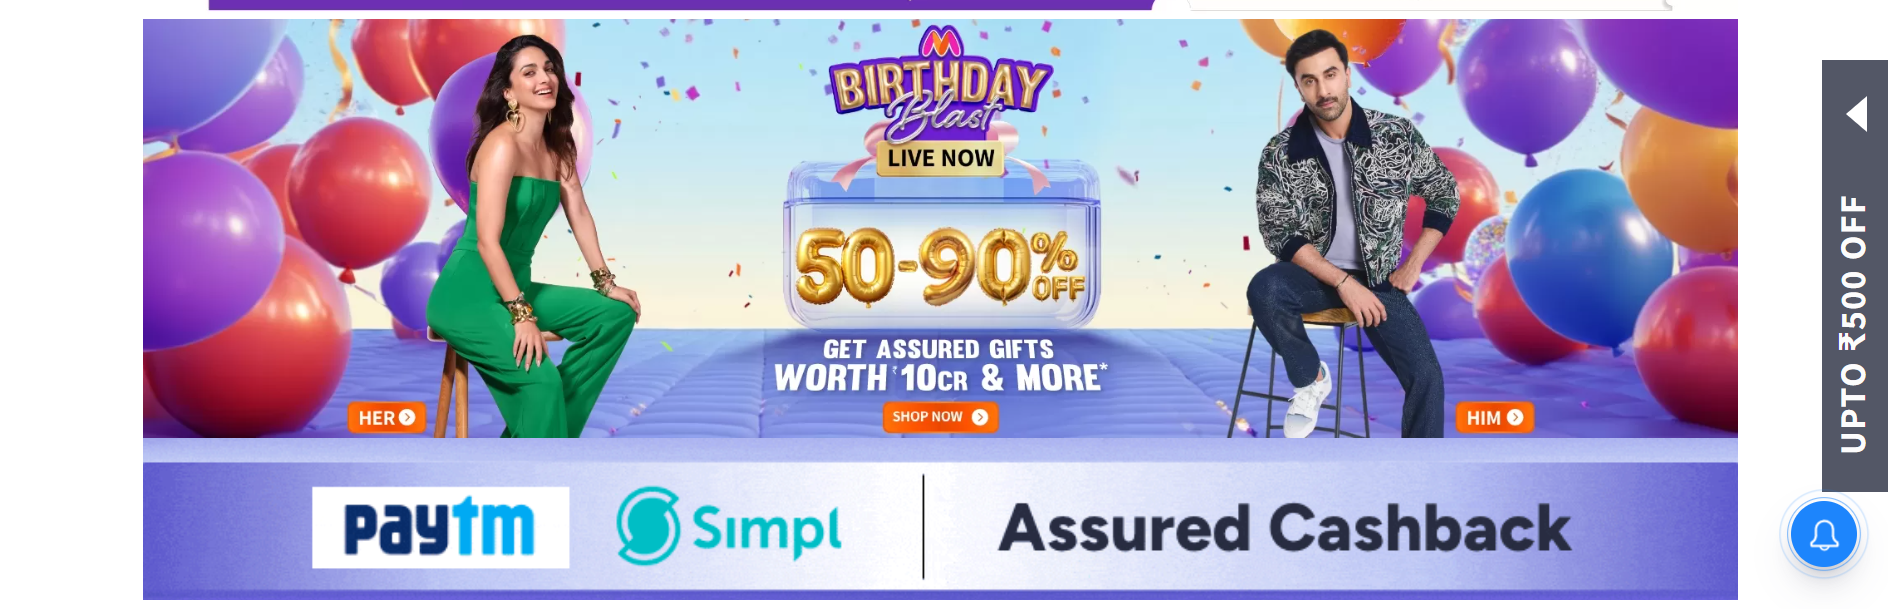 BIRTHDAY
Blast
LIVE NOW
50-90% OFF
GET ASSURED GIFTS
WORTH ₹10CR & MORE*
HER
SHOP NOW
HIM
paytm
Simpl
Assured Cashback
UPTO ₹500 OFF